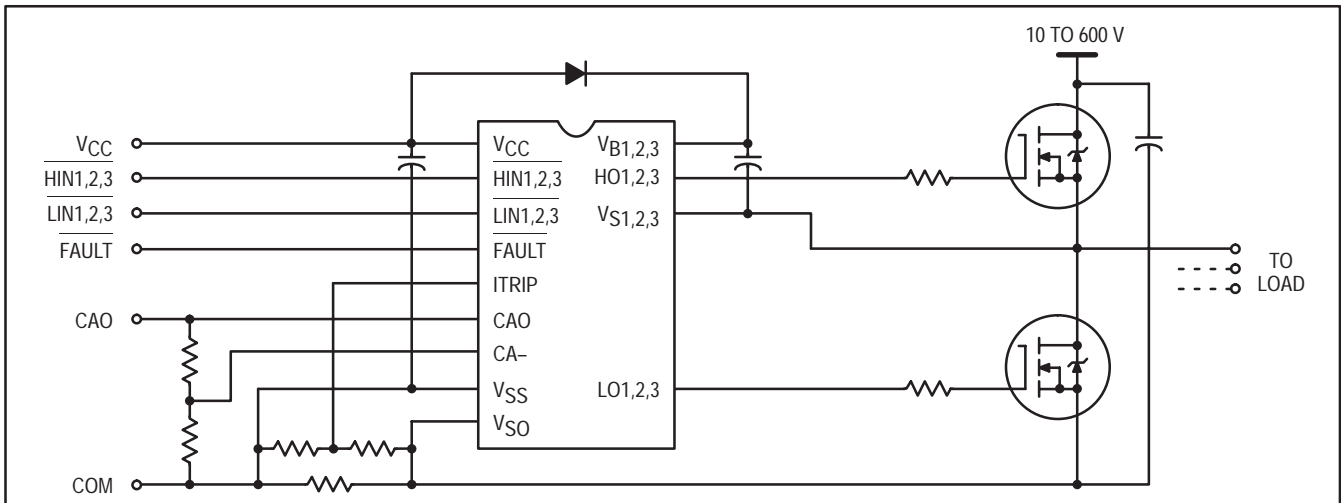 10 TO 600 V
VCC
HIN1,2,3
LIN1,2,3
FAULT
CAO
COM
VCC
HIN1,2,3
LIN1,2,3
FAULT
ITRIP
CAO
CA–
VSS
VSO
VB1,2,3
HO1,2,3
VS1,2,3
LO1,2,3
TO
LOAD